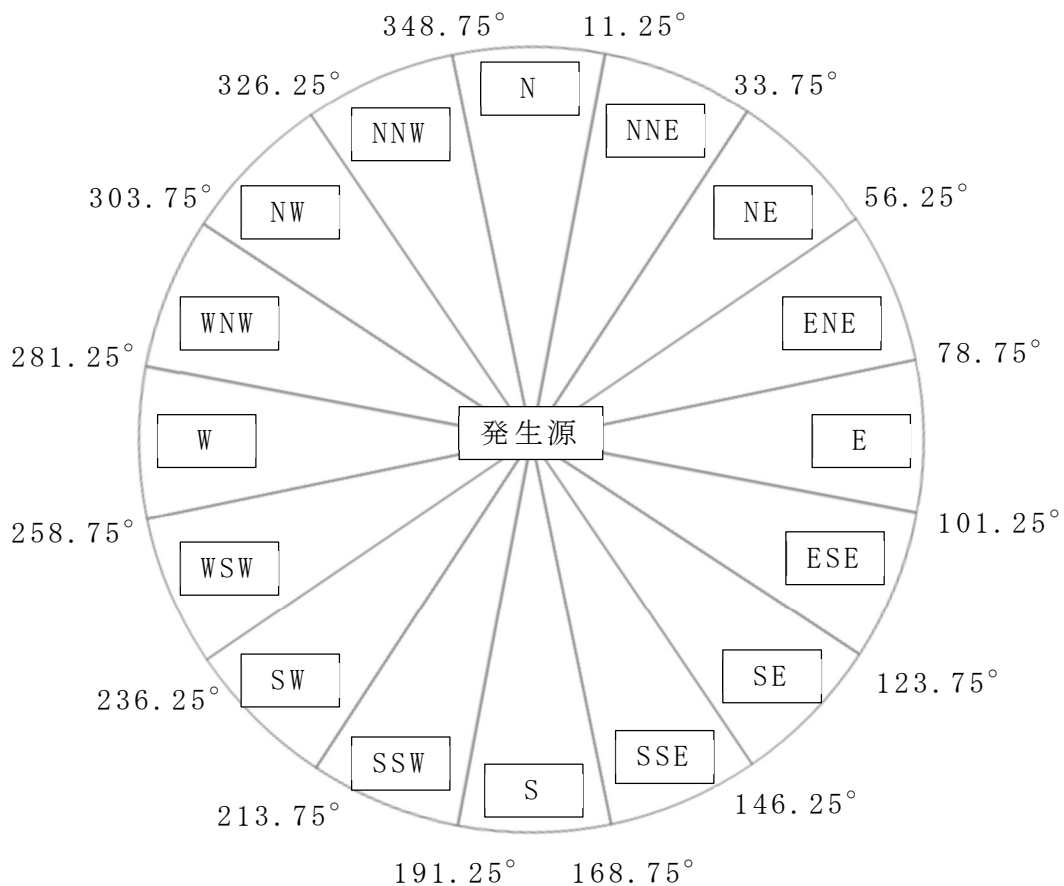 348.75° 11.25°
326.25° N 33.75°
NNW NNE
303.75° NW NE 56.25°
WNW ENE
281.25° 78.75°
W 発生源 E
258.75° 101.25°
WSW ESE
236.25° SW SE 123.75°
SSW SSE
213.75° S 146.25°
191.25° 168.75°